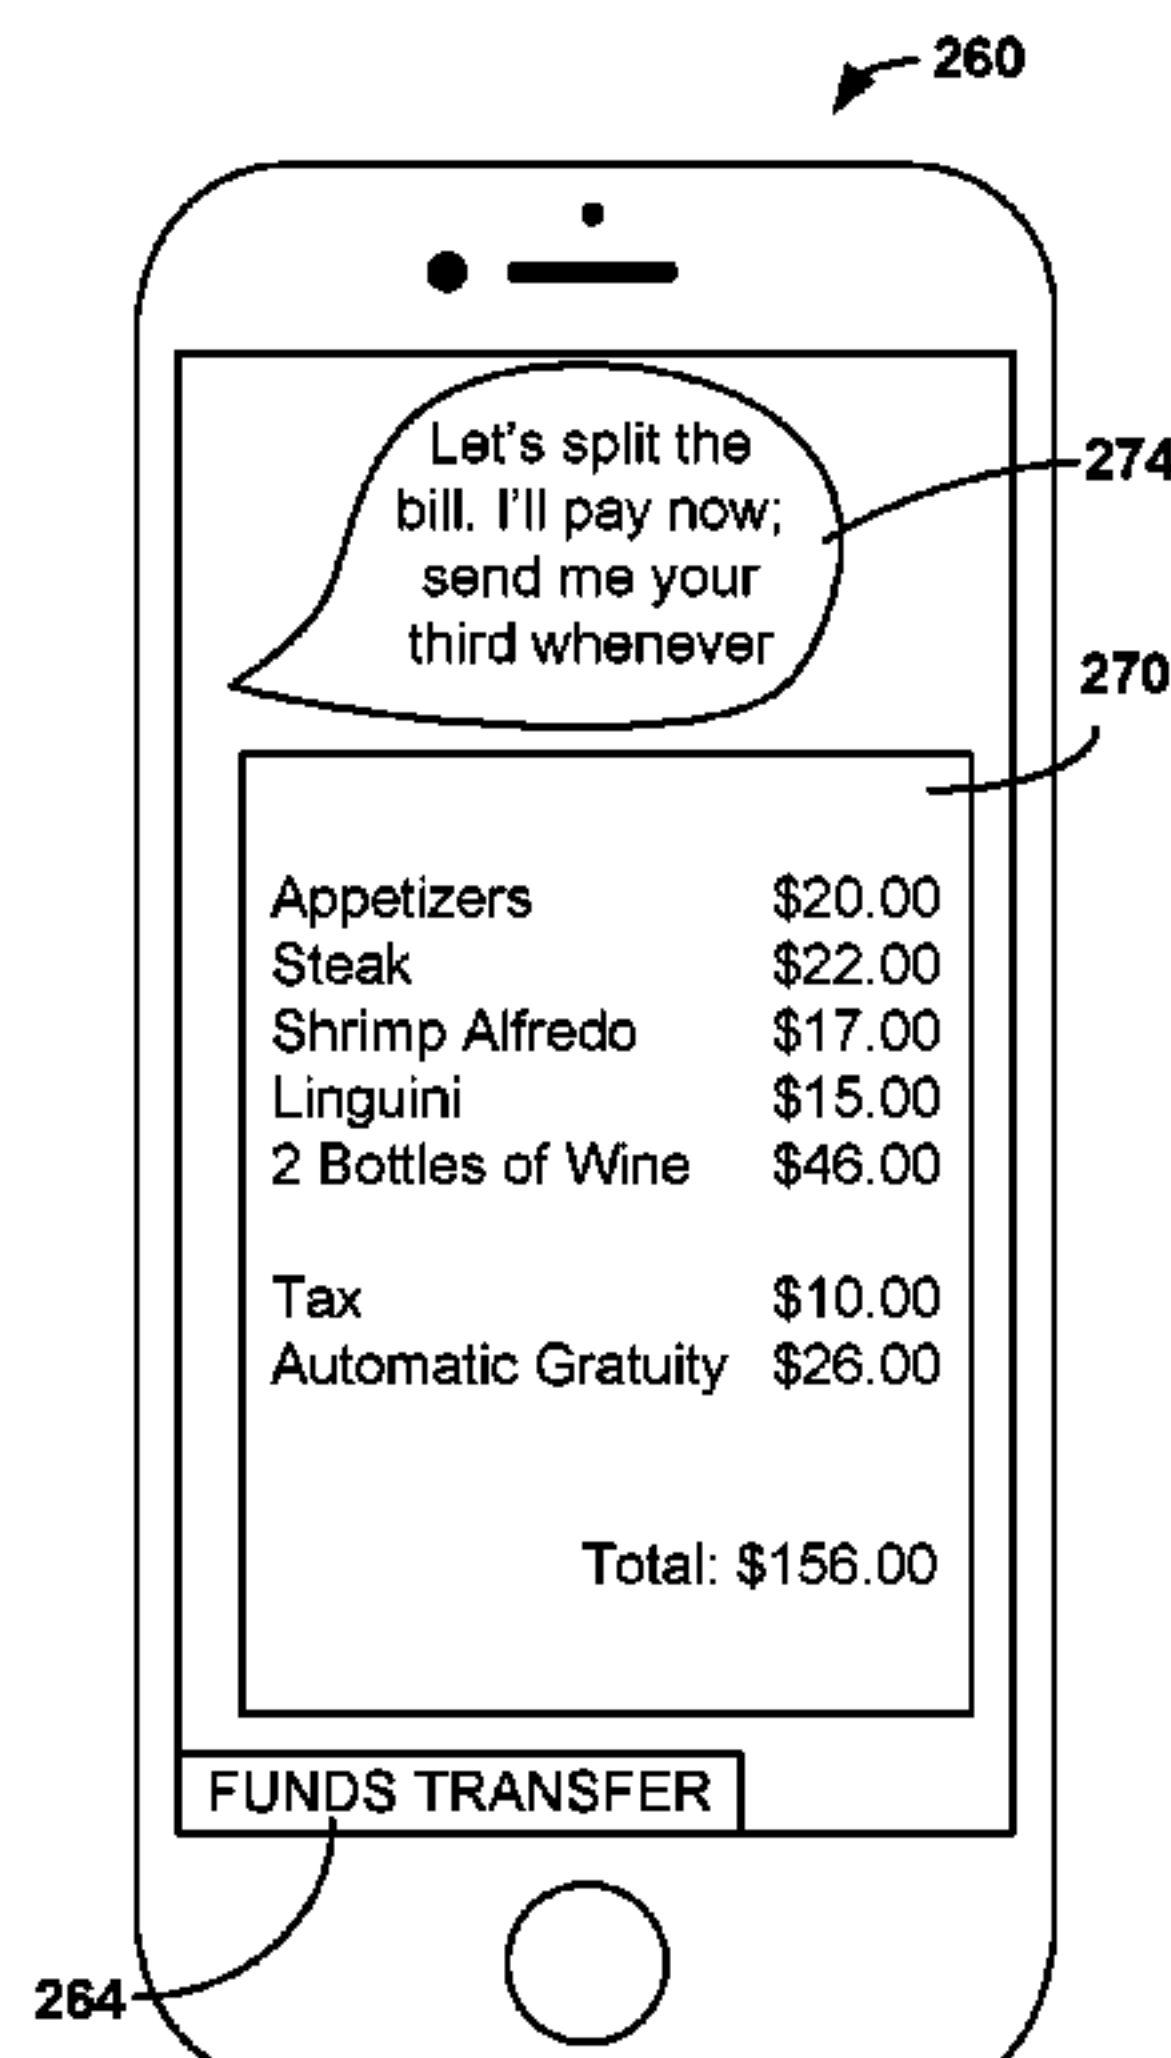 260
Let's split the
bill. I'll pay now;
send me your
third whenever
274
270
Appetizers $20.00
Steak $22.00
Shrimp Alfredo $17.00
Linguini $15.00
2 Bottles of Wine $46.00
Tax $10.00
Automatic Gratuity $26.00
Total: $156.00
FUNDS TRANSFER
264